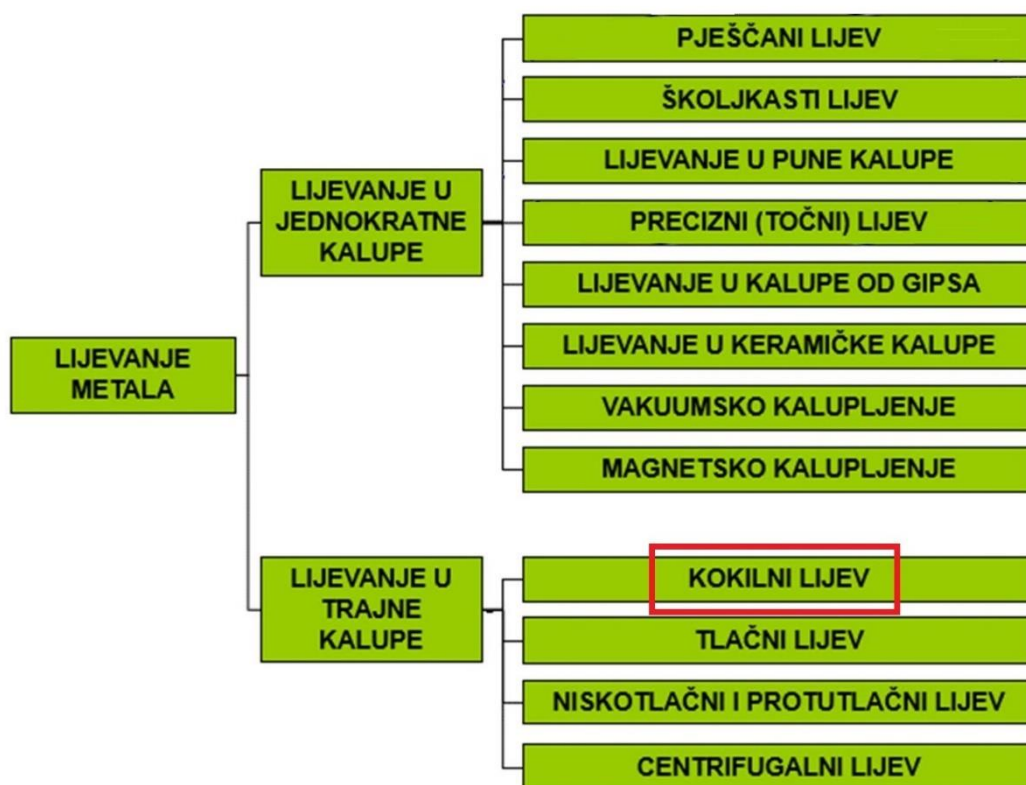 LIJEVANJE
METALA
LIJEVANJE U
JEDNOKRATNE
KALUPE
PJEŠČANI LIJEV
ŠKOLJKASTI LIJEV
LIJEVANJE U PUNE KALUPE
PRECIZNI (TOČNI) LIJEV
LIJEVANJE U KALUPE OD GIPSA
LIJEVANJE U KERAMIČKE KALUPE
VAKUUMSKO KALUPLJENJE
MAGNETSKO KALUPLJENJE
LIJEVANJE U
TRAJNE
KALUPE
KOKILNI LIJEV
TLAČNI LIJEV
NISKOTLAČNI I PROTUTLAČNI LIJEV
CENTRIFUGALNI LIJEV